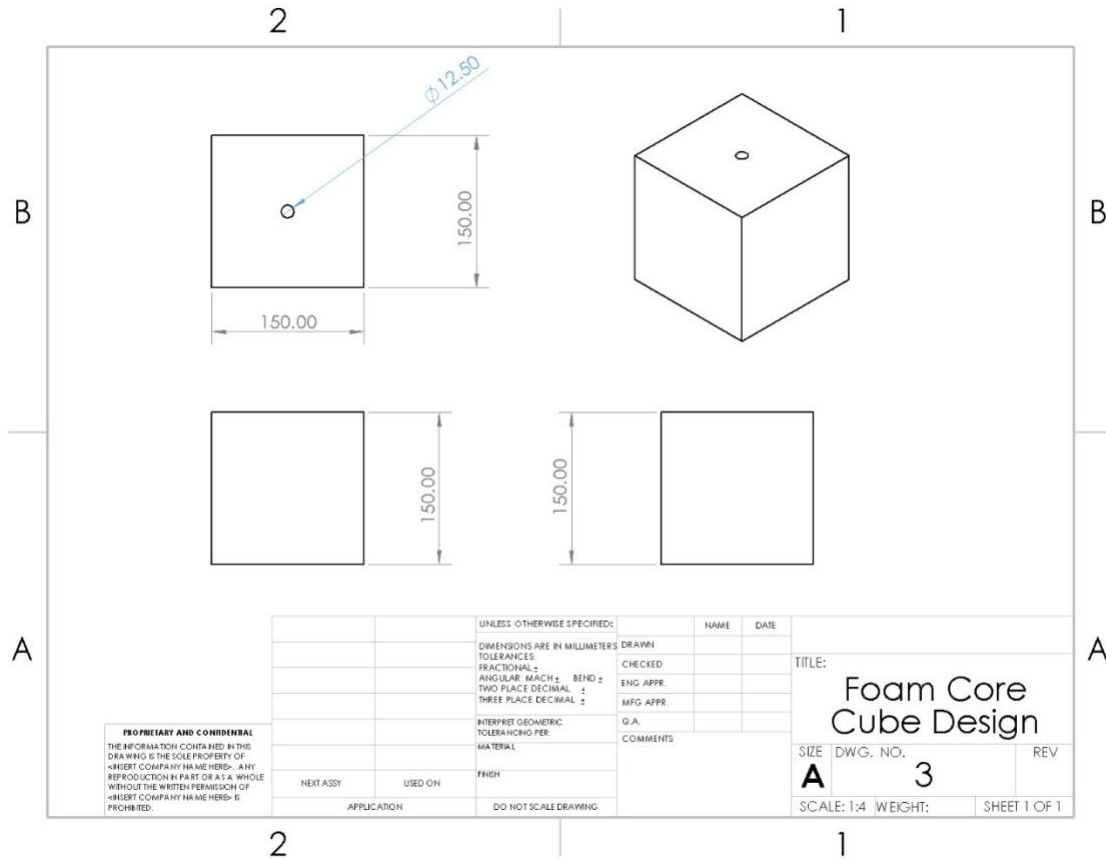 2
1
B
B
Ø12.50
150.00
150.00
150.00
150.00
A
A
UNLESS OTHERWISE SPECIFIED:
DIMENSIONS ARE IN MILLIMETERS
TOLERANCES:
FRACTIONAL ±
ANGULAR: MACH ± BEND ±
TWO PLACE DECIMAL ±
THREE PLACE DECIMAL ±
INTERPRET GEOMETRIC
TOLERANCING PER:
MATERIAL
FINISH
DO NOT SCALE DRAWING
NAME DATE
DRAWN
CHECKED
ENG APPR.
MFG APPR.
Q.A.
COMMENTS:
PROPRIETARY AND CONFIDENTIAL
THE INFORMATION CONTAINED IN THIS
DRAWING IS THE SOLE PROPERTY OF
<INSERT COMPANY NAME HERE>. ANY
REPRODUCTION IN PART OR AS A WHOLE
WITHOUT THE WRITTEN PERMISSION OF
<INSERT COMPANY NAME HERE> IS
PROHIBITED.
NEXT ASSY USED ON
APPLICATION
TITLE:
Foam Core
Cube Design
SIZE DWG. NO. REV
A 3
SCALE: 1:4 WEIGHT: SHEET 1 OF 1
2
1